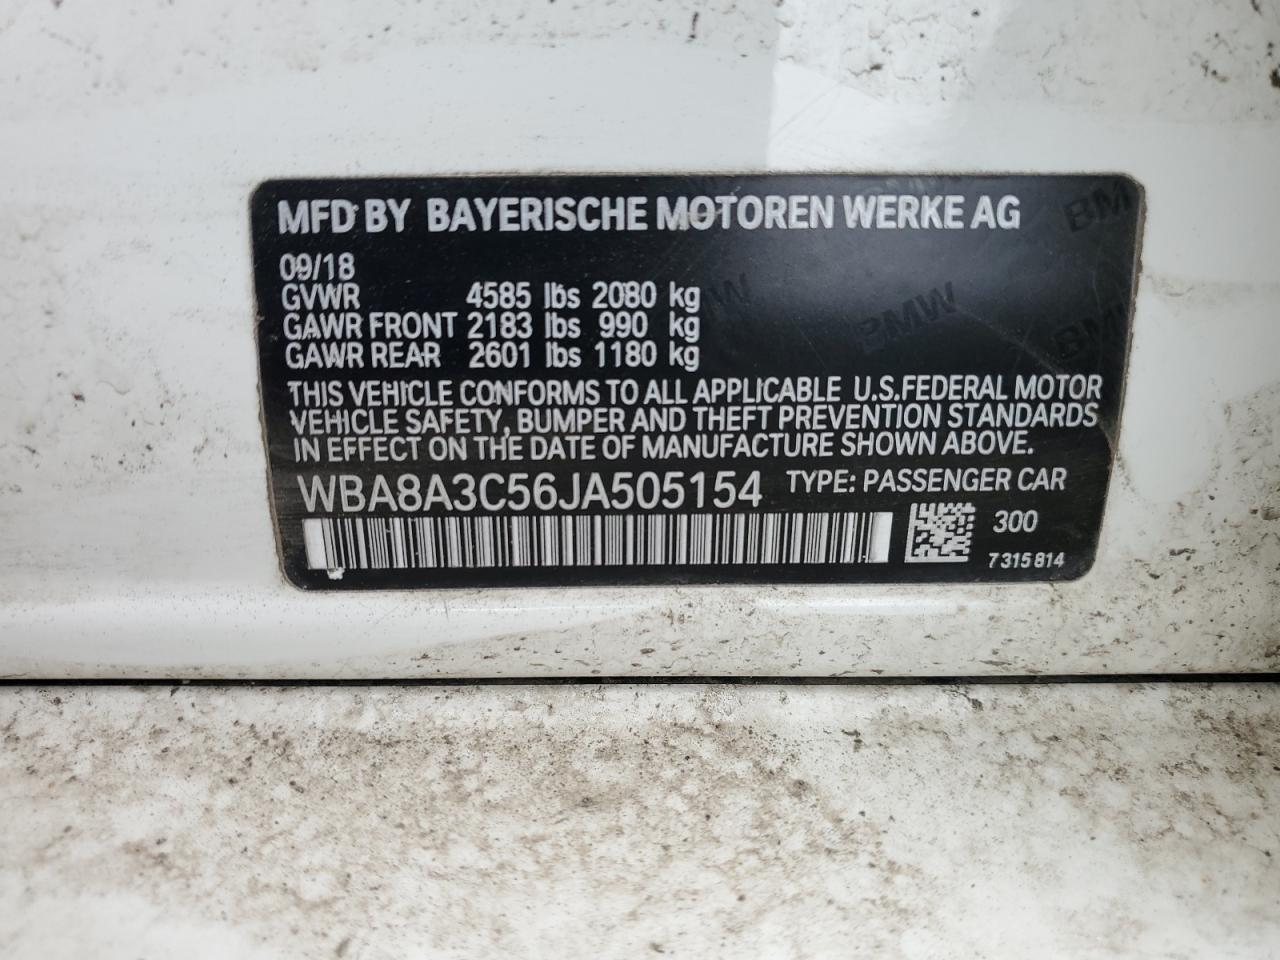 MFD BY BAYERISCHE MOTOREN WERKE AG
09/18
GVWR 4585 lbs 2080 kg
GAWR FRONT 2183 lbs 990 kg
GAWR REAR 2601 lbs 1180 kg
THIS VEHICLE CONFORMS TO ALL APPLICABLE U.S.FEDERAL MOTOR
VEHICLE SAFETY, BUMPER AND THEFT PREVENTION STANDARDS
IN EFFECT ON THE DATE OF MANUFACTURE SHOWN ABOVE.
WBA8A3C56JA505154 TYPE: PASSENGER CAR
300
7 315 814
BMW